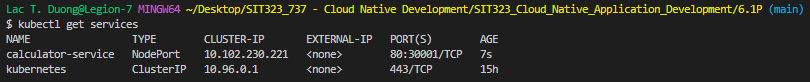 Lac T. Duong@Legion-7 MINGW64 ~/Desktop/SIT323_737 - Cloud Native Development/SIT323_Cloud_Native_Application_Development/6.1P (main)
$ kubectl get services
NAME TYPE CLUSTER-IP EXTERNAL-IP PORT(S) AGE
calculator-service NodePort 10.102.230.221 <none> 80:30001/TCP 7s
kubernetes ClusterIP 10.96.0.1 <none> 443/TCP 15h